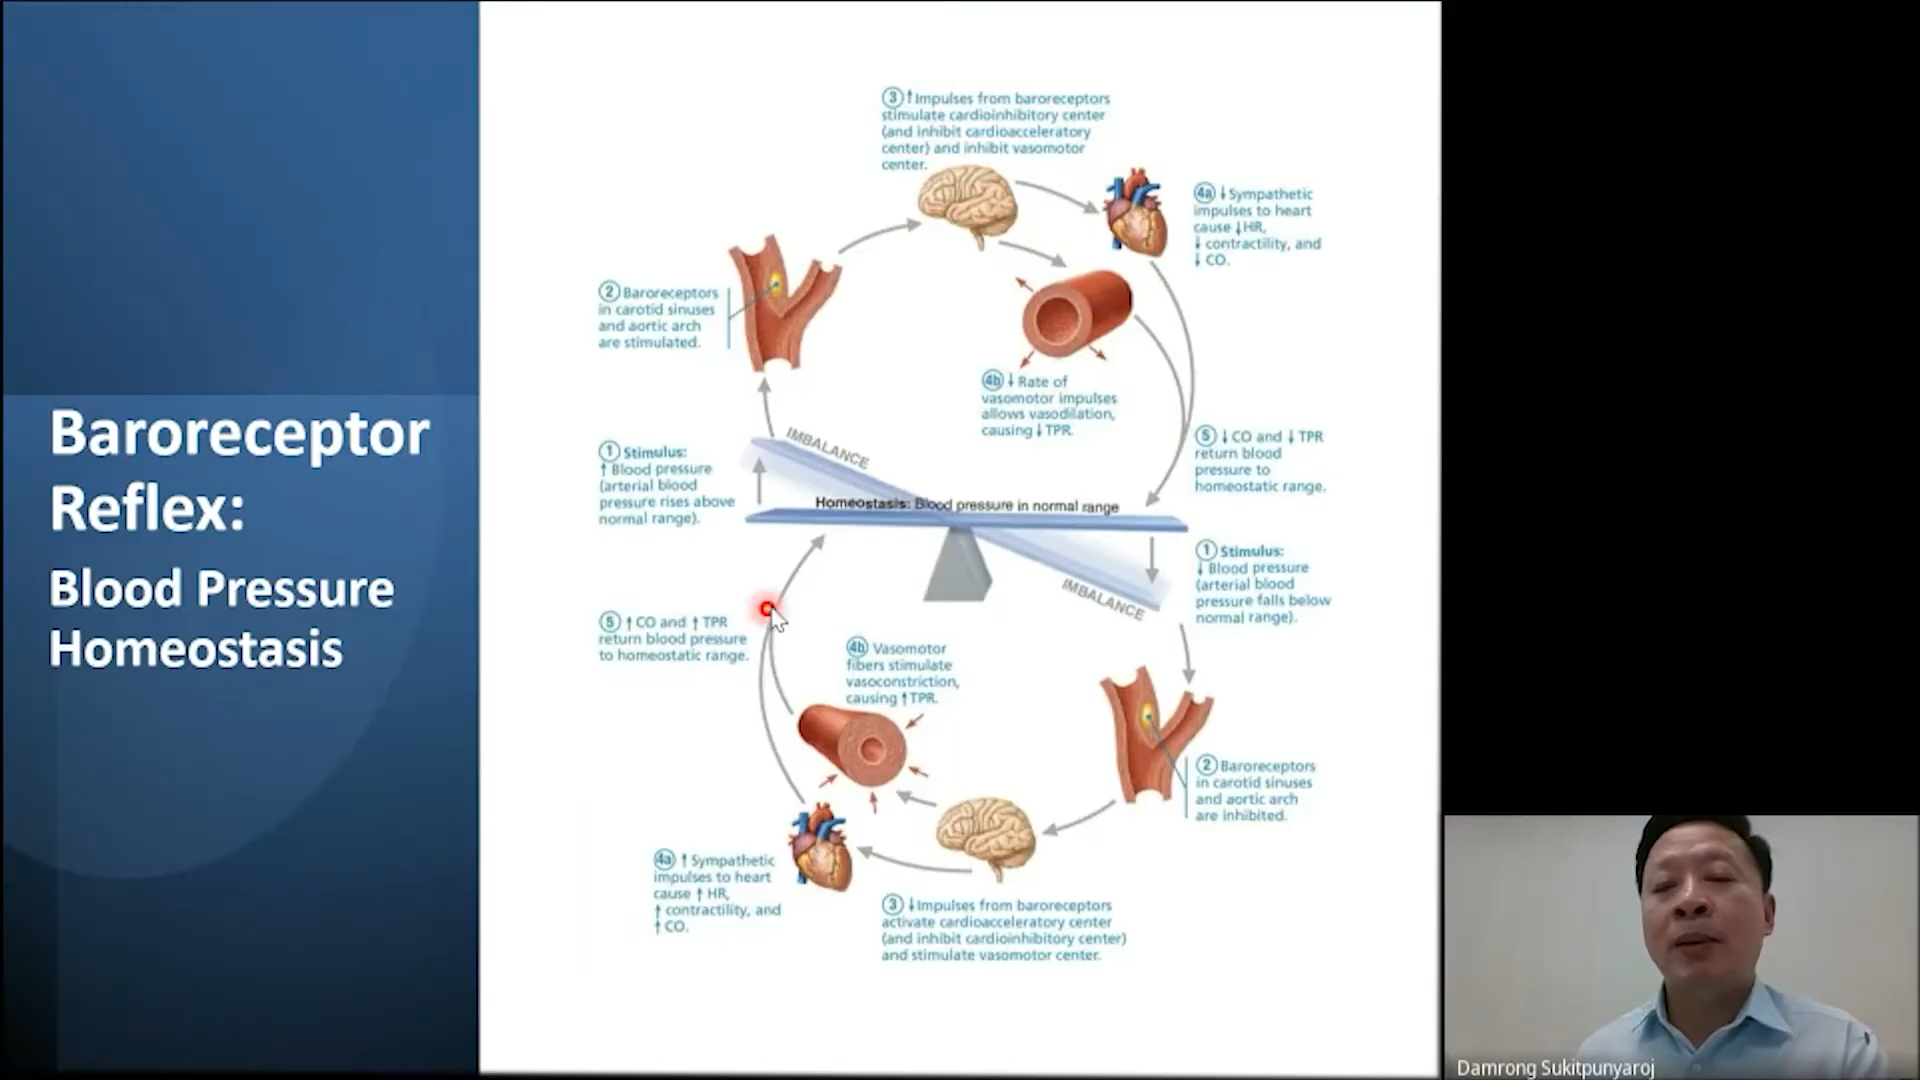 Baroreceptor
Reflex:
Blood Pressure
Homeostasis
③ ↑ Impulses from baroreceptors
stimulate cardioinhibitory center
(and inhibit cardioacceleratory
center) and inhibit vasomotor
center.
4a ↓ Sympathetic
impulses to heart
cause ↓ HR,
↓ contractility, and
↓ CO.
② Baroreceptors
in carotid sinuses
and aortic arch
are stimulated.
4b ↓ Rate of
vasomotor impulses
allows vasodilation,
causing ↓ TPR.
① Stimulus:
↑ Blood pressure
(arterial blood
pressure rises above
normal range).
IMBALANCE
⑤ ↓ CO and ↓ TPR
return blood
pressure to
homeostatic range.
Homeostasis: Blood pressure in normal range
① Stimulus:
↓ Blood pressure
(arterial blood
pressure falls below
normal range).
IMBALANCE
⑤ ↑ CO and ↑ TPR
return blood pressure
to homeostatic range.
4b Vasomotor
fibers stimulate
vasoconstriction,
causing ↑ TPR.
② Baroreceptors
in carotid sinuses
and aortic arch
are inhibited.
4a ↑ Sympathetic
impulses to heart
cause ↑ HR,
↑ contractility, and
↑ CO.
③ ↓ Impulses from baroreceptors
activate cardioacceleratory center
(and inhibit cardioinhibitory center)
and stimulate vasomotor center.
Damrong Sukitpunyaroj